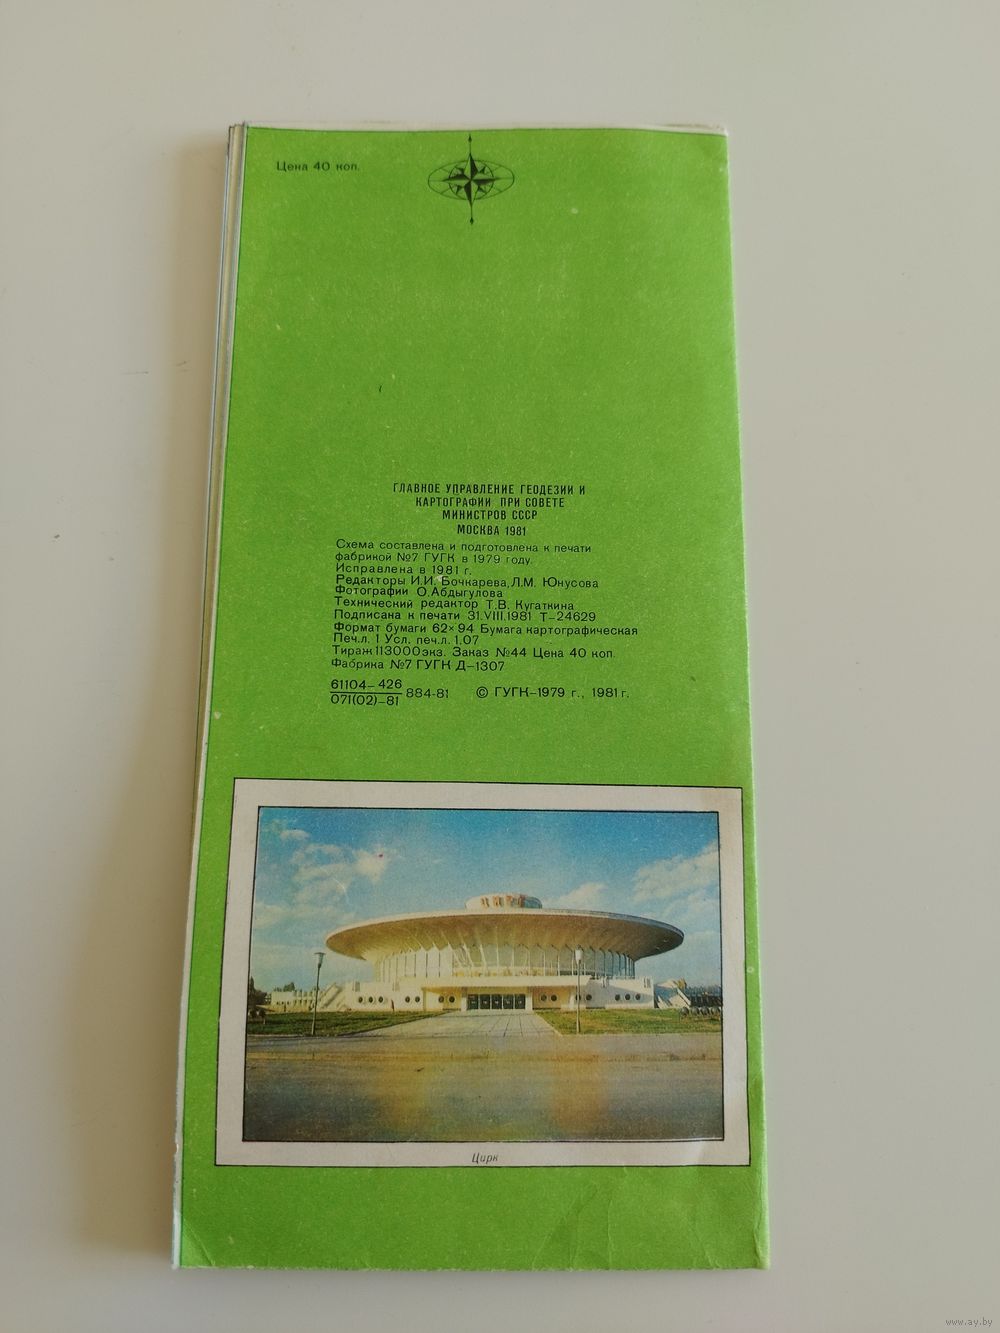 Цена 40 коп.
ГЛАВНОЕ УПРАВЛЕНИЕ ГЕОДЕЗИИ И
КАРТОГРАФИИ ПРИ СОВЕТЕ
МИНИСТРОВ СССР
МОСКВА 1981
Схема составлена и подготовлена к печати
фабрикой №7 ГУГК в 1979 году.
Исправлена в 1981 г.
Редакторы И.И. Бочкарева, Л.М. Юнусова
Фотографии О.Абдыгулова
Технический редактор Т.В. Кугаткина
Подписана к печати 31.VIII.1981 Т-24629
Формат бумаги 62×94 Бумага картографическая
Печ.л. 1 Усл. печ.л. 1,07
Тираж 113000экз. Заказ №44 Цена 40 коп.
Фабрика №7 ГУГК Д-1307
61104-426
071(02)-81 884-81 © ГУГК-1979 г., 1981г.
ЦИРК
Цирк
www.ay.by